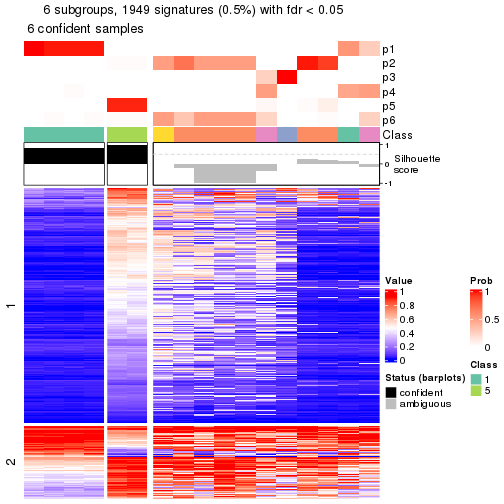 6 subgroups, 1949 signatures (0.5%) with fdr < 0.05
6 confident samples
p1
p2
p3
p4
p5
p6
Class
1
0
-1
Silhouette
score
1
2
Value
1
0.8
0.6
0.4
0.2
0
Prob
1
0.5
0
Status (barplots)
confident
ambiguous
Class
1
5